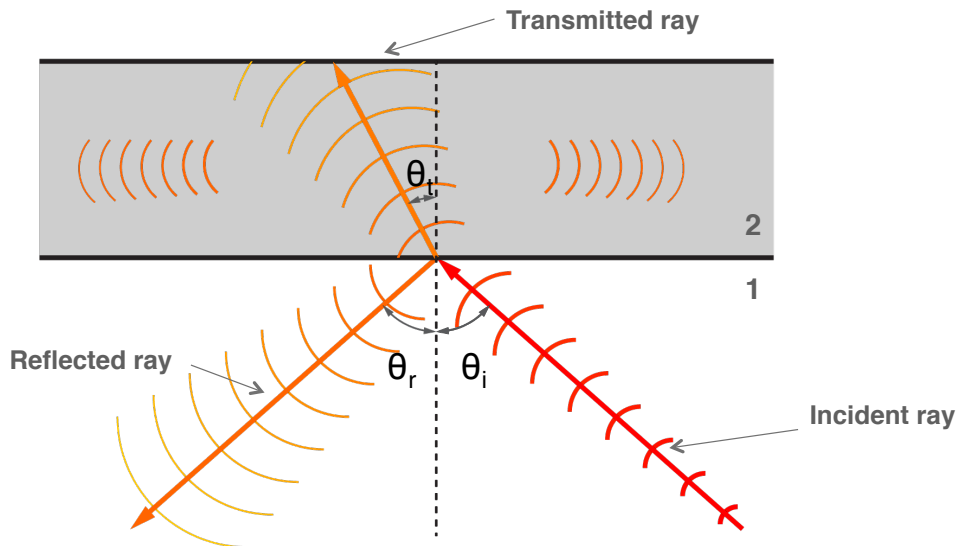 Transmitted ray
θt
2
1
Reflected ray
θr
θi
Incident ray